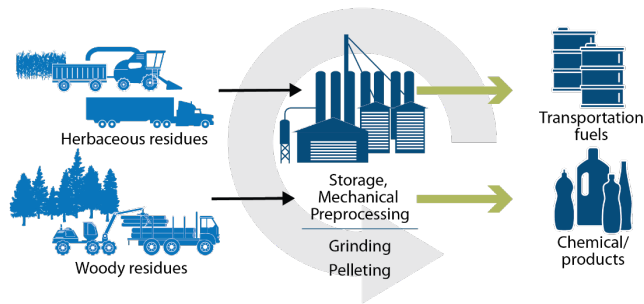 Herbaceous residues
Woody residues
Storage,
Mechanical
Preprocessing
Grinding
Pelleting
Transportation
fuels
Chemical/
products